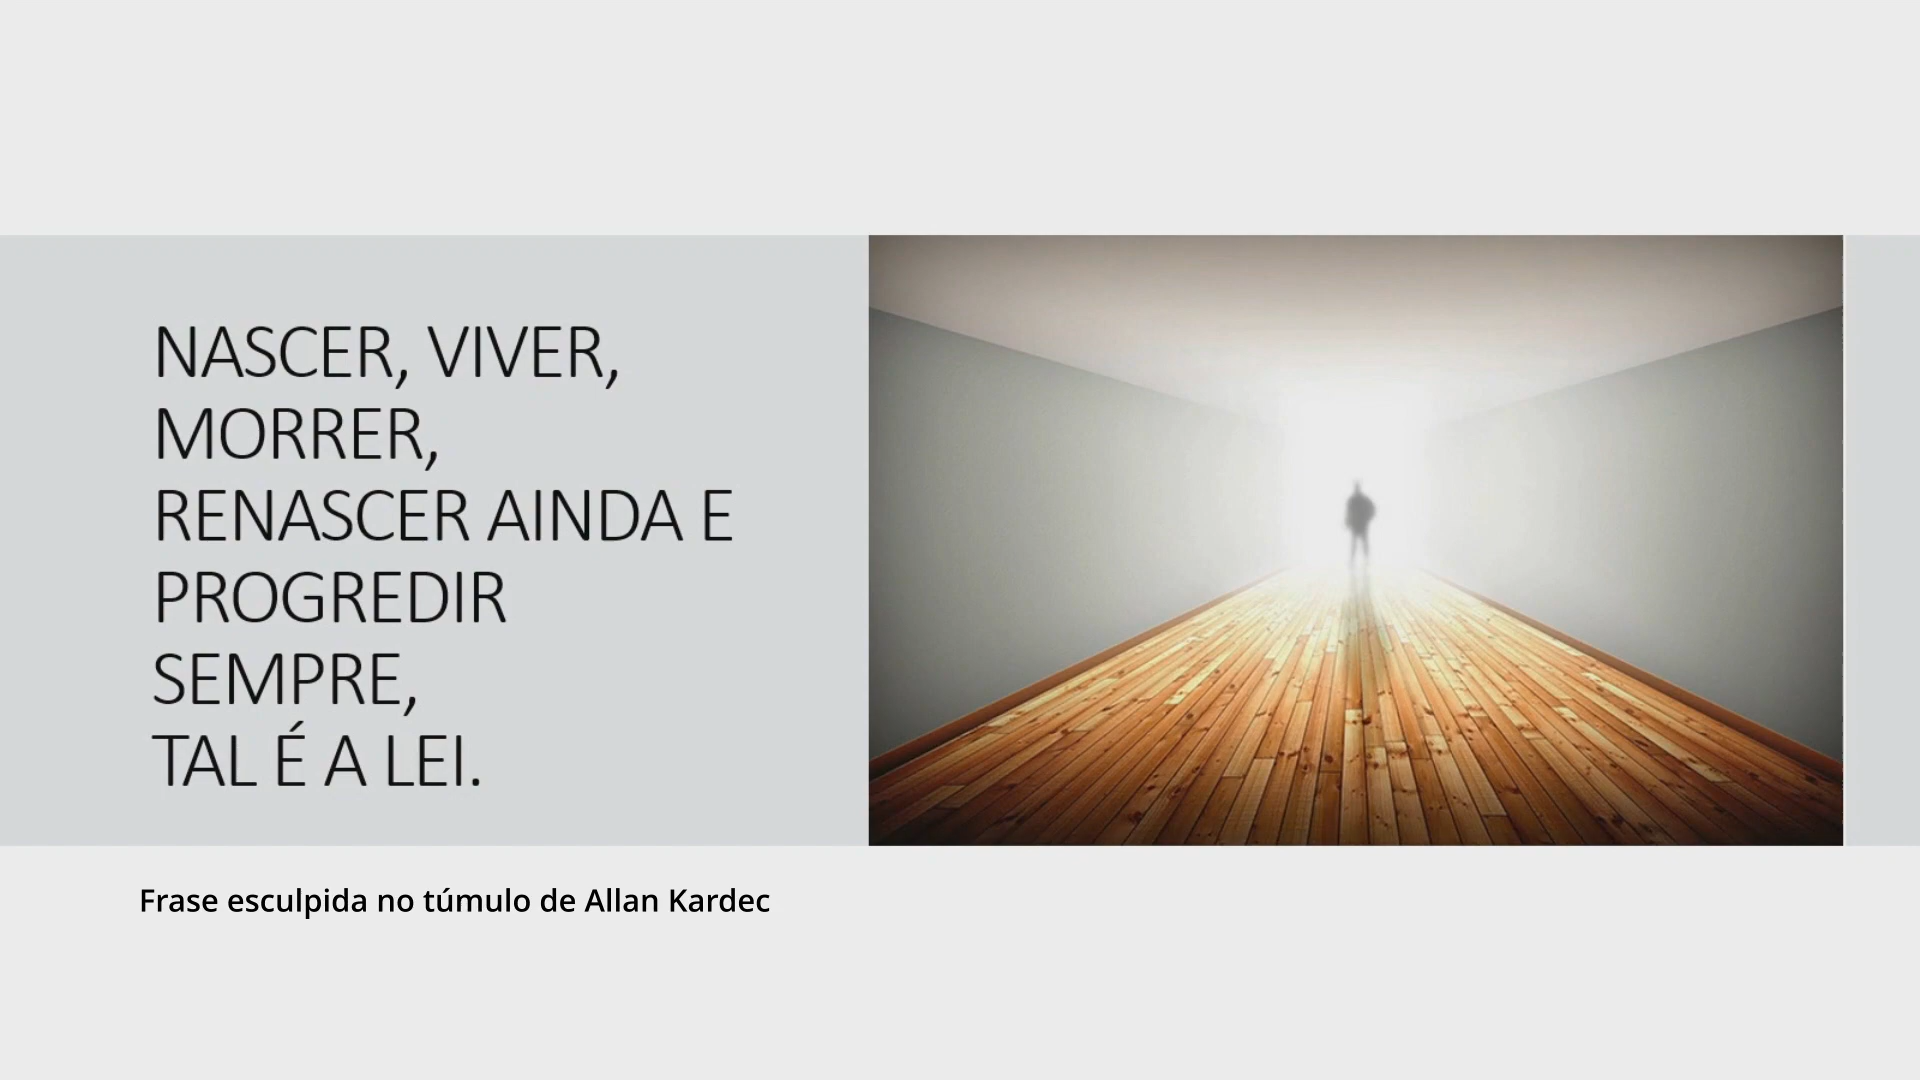 NASCER, VIVER,
MORRER,
RENASCER AINDA E
PROGREDIR
SEMPRE,
TAL É A LEI.
Frase esculpida no túmulo de Allan Kardec